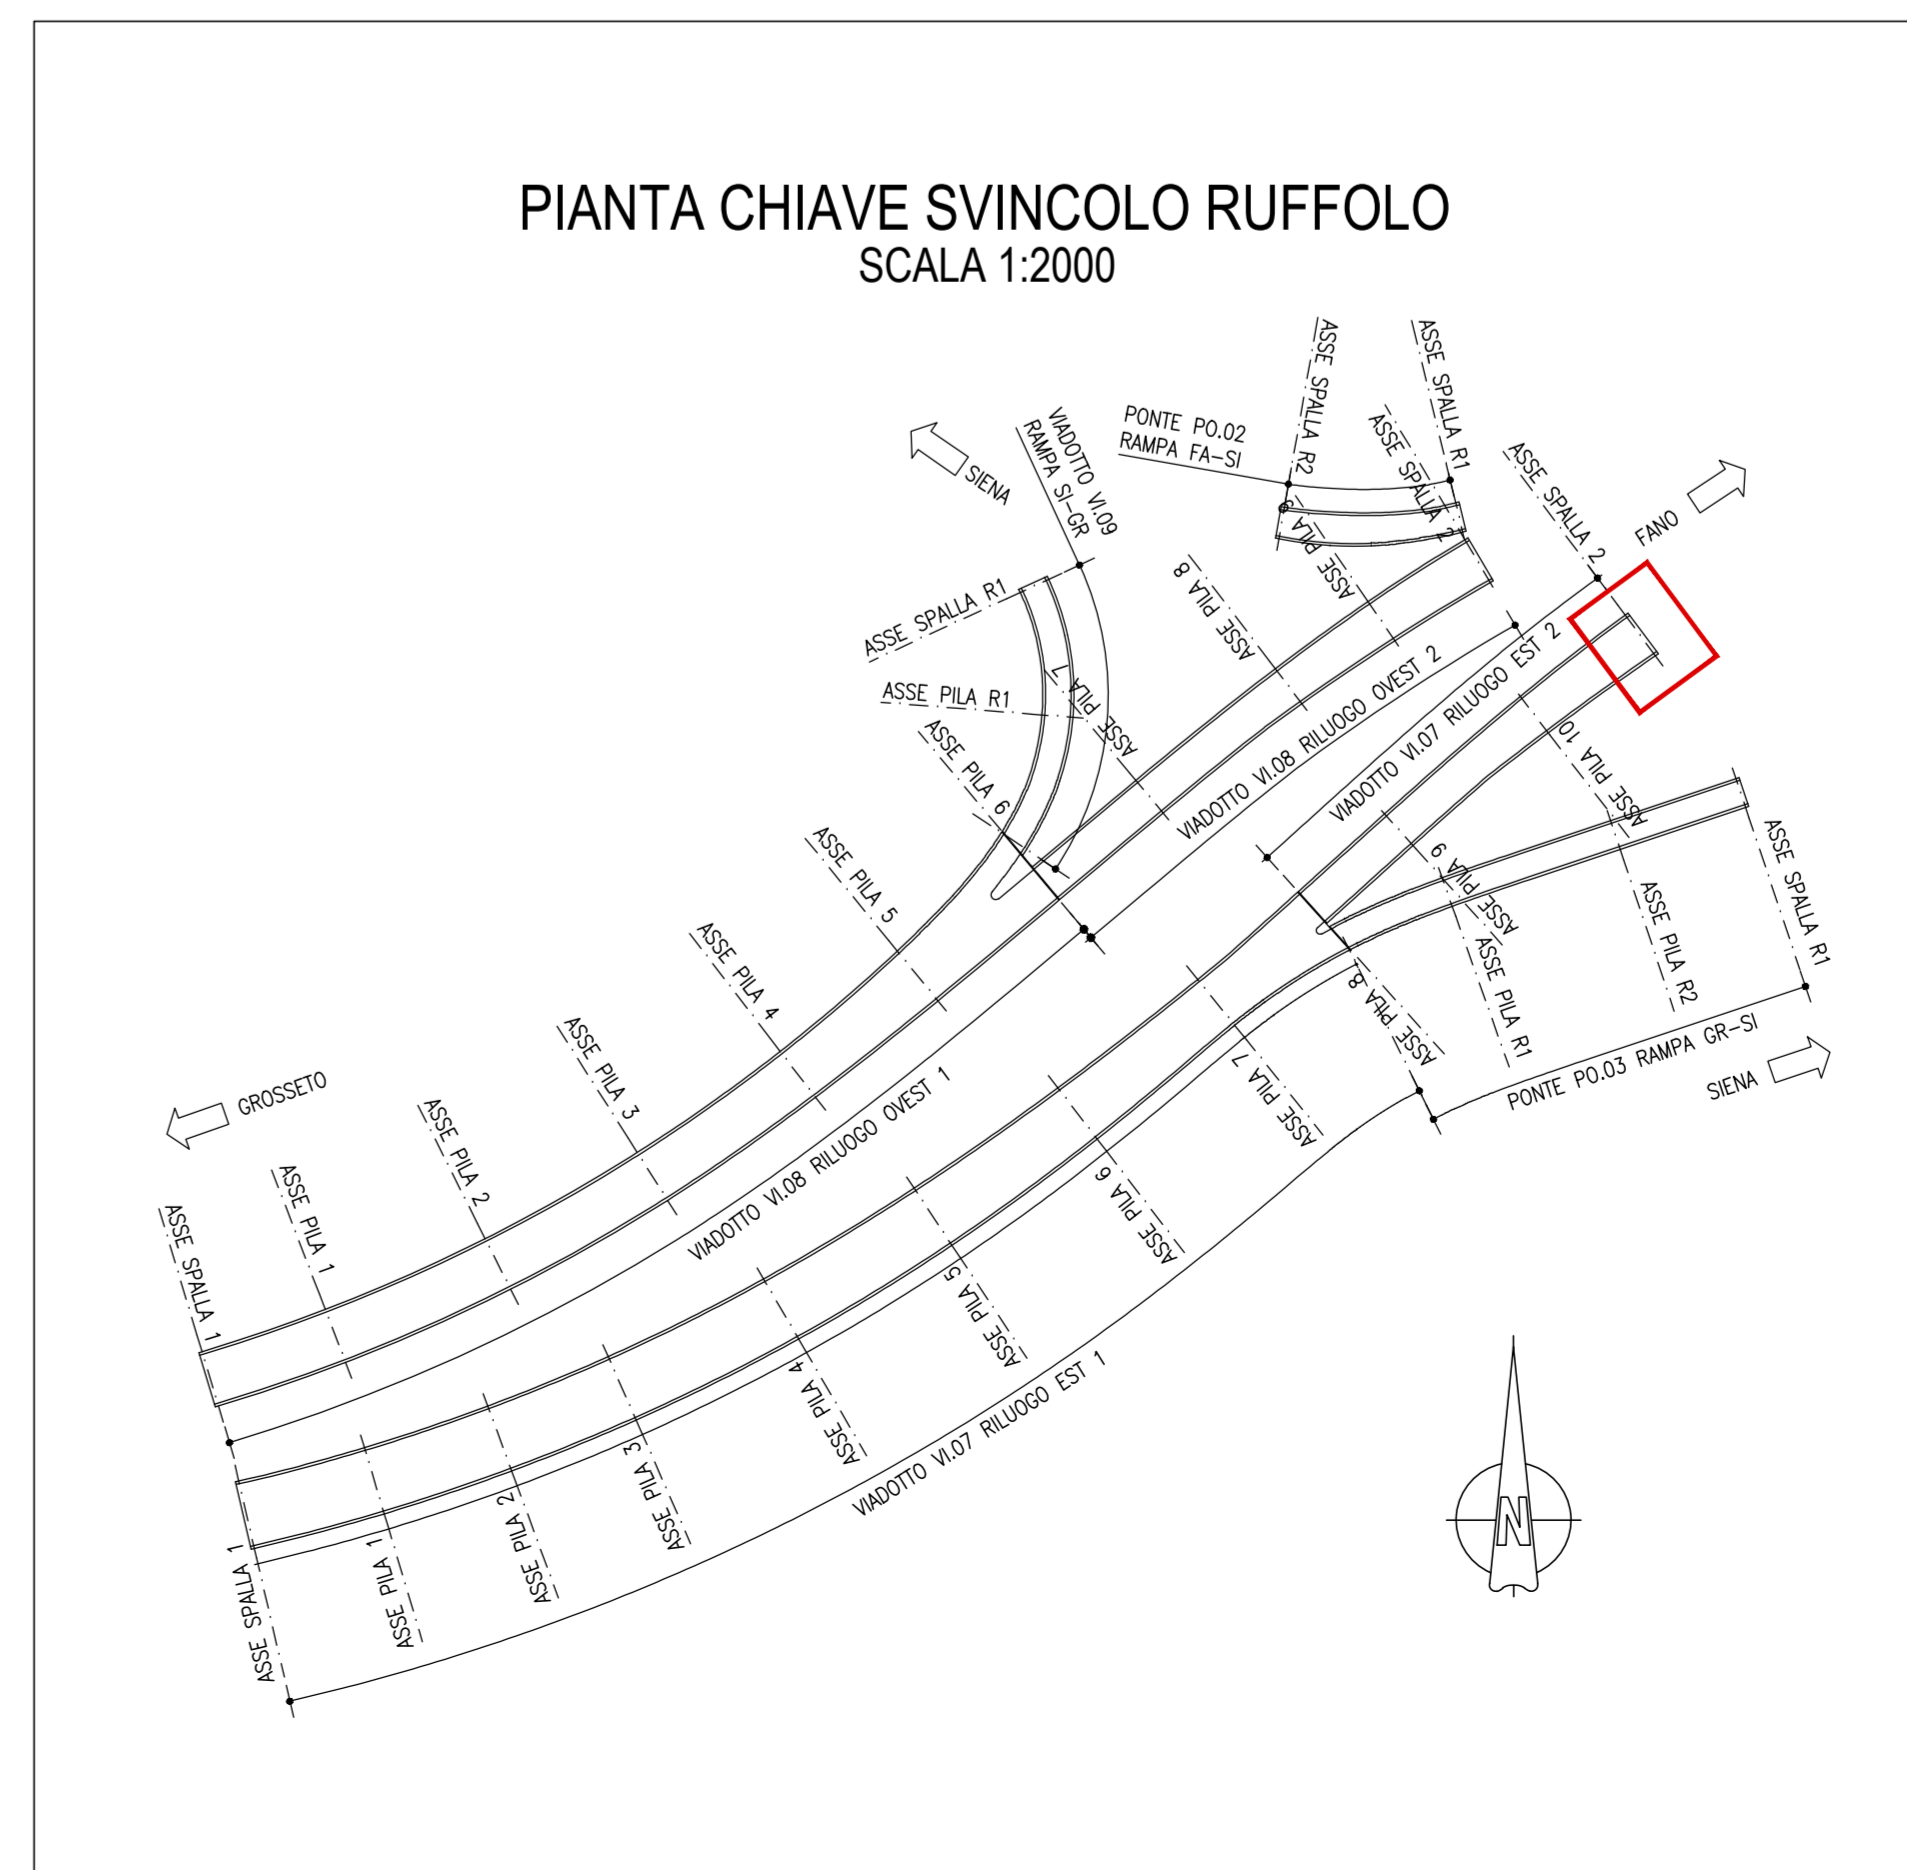 PIANTA CHIAVE SVINCOLO RUFFOLO
SCALA 1:2000
ASSE SPALLA R2
ASSE SPALLA R1
PONTE PO.02
RAMPA FA-SI
ASSE SPALLA 2
ASSE SPALLA 2
VIADOTTO VI.09
RAMPA SI-GR
SIENA
FANO
ASSE PILA 9
ASSE PILA 8
ASSE SPALLA R1
ASSE PILA 7
ASSE PILA R1
VIADOTTO VI.08 RILUOGO OVEST 2
VIADOTTO VI.07 RILUOGO EST 2
ASSE PILA 6
ASSE PILA 10
ASSE PILA 5
ASSE PILA 9
ASSE SPALLA R1
ASSE PILA 4
ASSE PILA R2
ASSE PILA R1
ASSE PILA 8
ASSE PILA 3
ASSE PILA 7
PONTE PO.03 RAMPA GR-SI
SIENA
GROSSETO
ASSE PILA 2
VIADOTTO VI.08 RILUOGO OVEST 1
ASSE PILA 6
ASSE PILA 1
ASSE SPALLA 1
ASSE PILA 5
ASSE PILA 4
VIADOTTO VI.07 RILUOGO EST 1
ASSE PILA 3
ASSE PILA 2
ASSE PILA 1
ASSE SPALLA 1
N